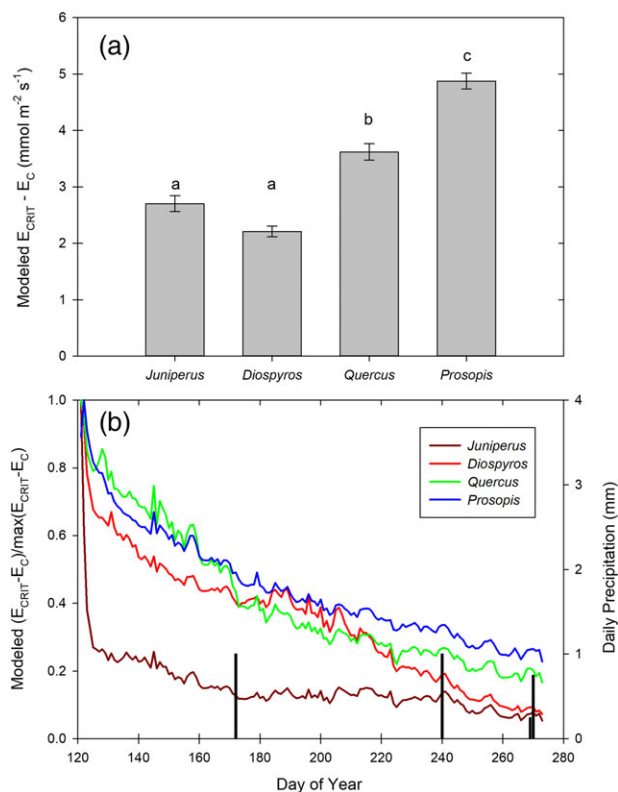 (a)
Modeled E_CRIT - E_C (mmol m⁻² s⁻¹)
6
5
4
3
2
1
0
a
a
b
c
Juniperus
Diospyros
Quercus
Prosopis
(b)
Modeled (E_CRIT-E_C)/max(E_CRIT-E_C)
1.0
0.8
0.6
0.4
0.2
0.0
Juniperus
Diospyros
Quercus
Prosopis
4
3
2
1
0
Daily Precipitation (mm)
120
140
160
180
200
220
240
260
280
Day of Year